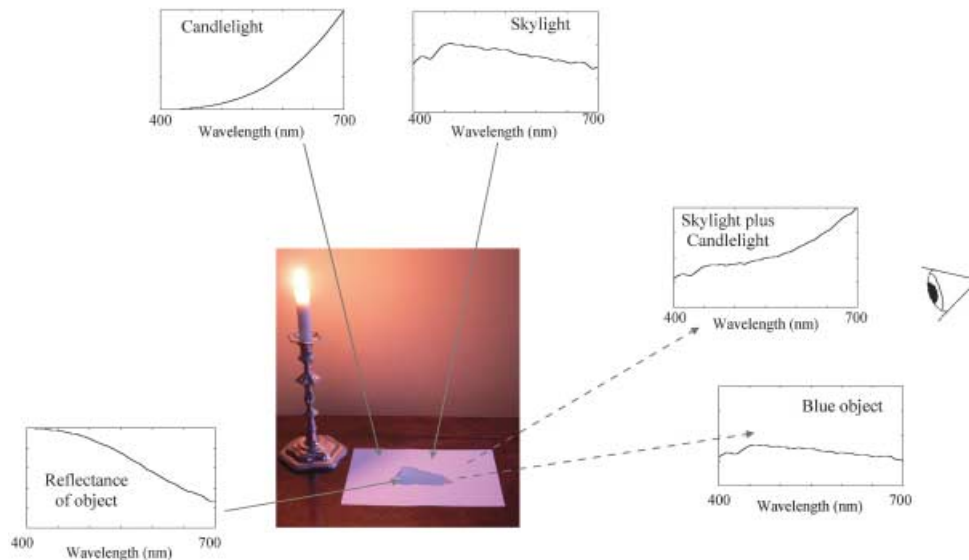 Candlelight
400
700
Wavelength (nm)
Skylight
400
700
Wavelength (nm)
Skylight plus
Candlelight
400
700
Wavelength (nm)
Blue object
400
700
Wavelength (nm)
Reflectance
of object
400
700
Wavelength (nm)